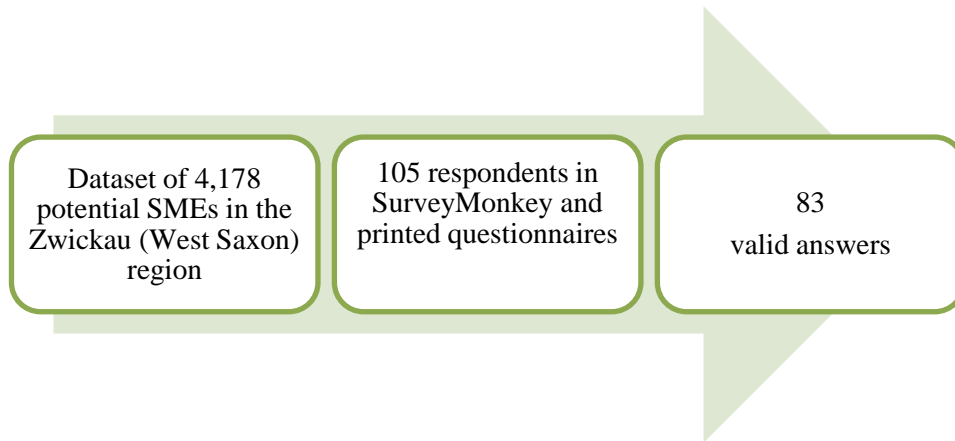 Dataset of 4,178
potential SMEs in the
Zwickau (West Saxon)
region
105 respondents in
SurveyMonkey and
printed questionnaires
83
valid answers